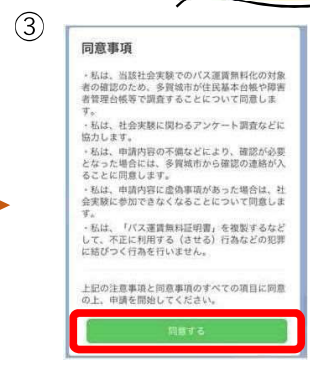 ③
同意事項
・私は、当該社会実験でのバス運賃無料化の対象
者の確認のため、多賀城市が住民基本台帳や障害
者管理台帳等で調査することについて同意しま
す。
・私は、社会実験に関わるアンケート調査などに
協力します。
・私は、申請内容の不備などにより、確認が必要
となった場合には、多賀城市から確認の連絡が入
ることに同意します。
・私は、申請内容に虚偽事項があった場合は、社
会実験に参加できなくなることについて同意しま
す。
・私は、「バス運賃無料証明書」を複製するなど
して、不正に利用する（させる）行為などの犯罪
に結びつく行為を行いません。
上記の注意事項と同意事項のすべての項目に同意
の上、申請を開始してください。
同意する